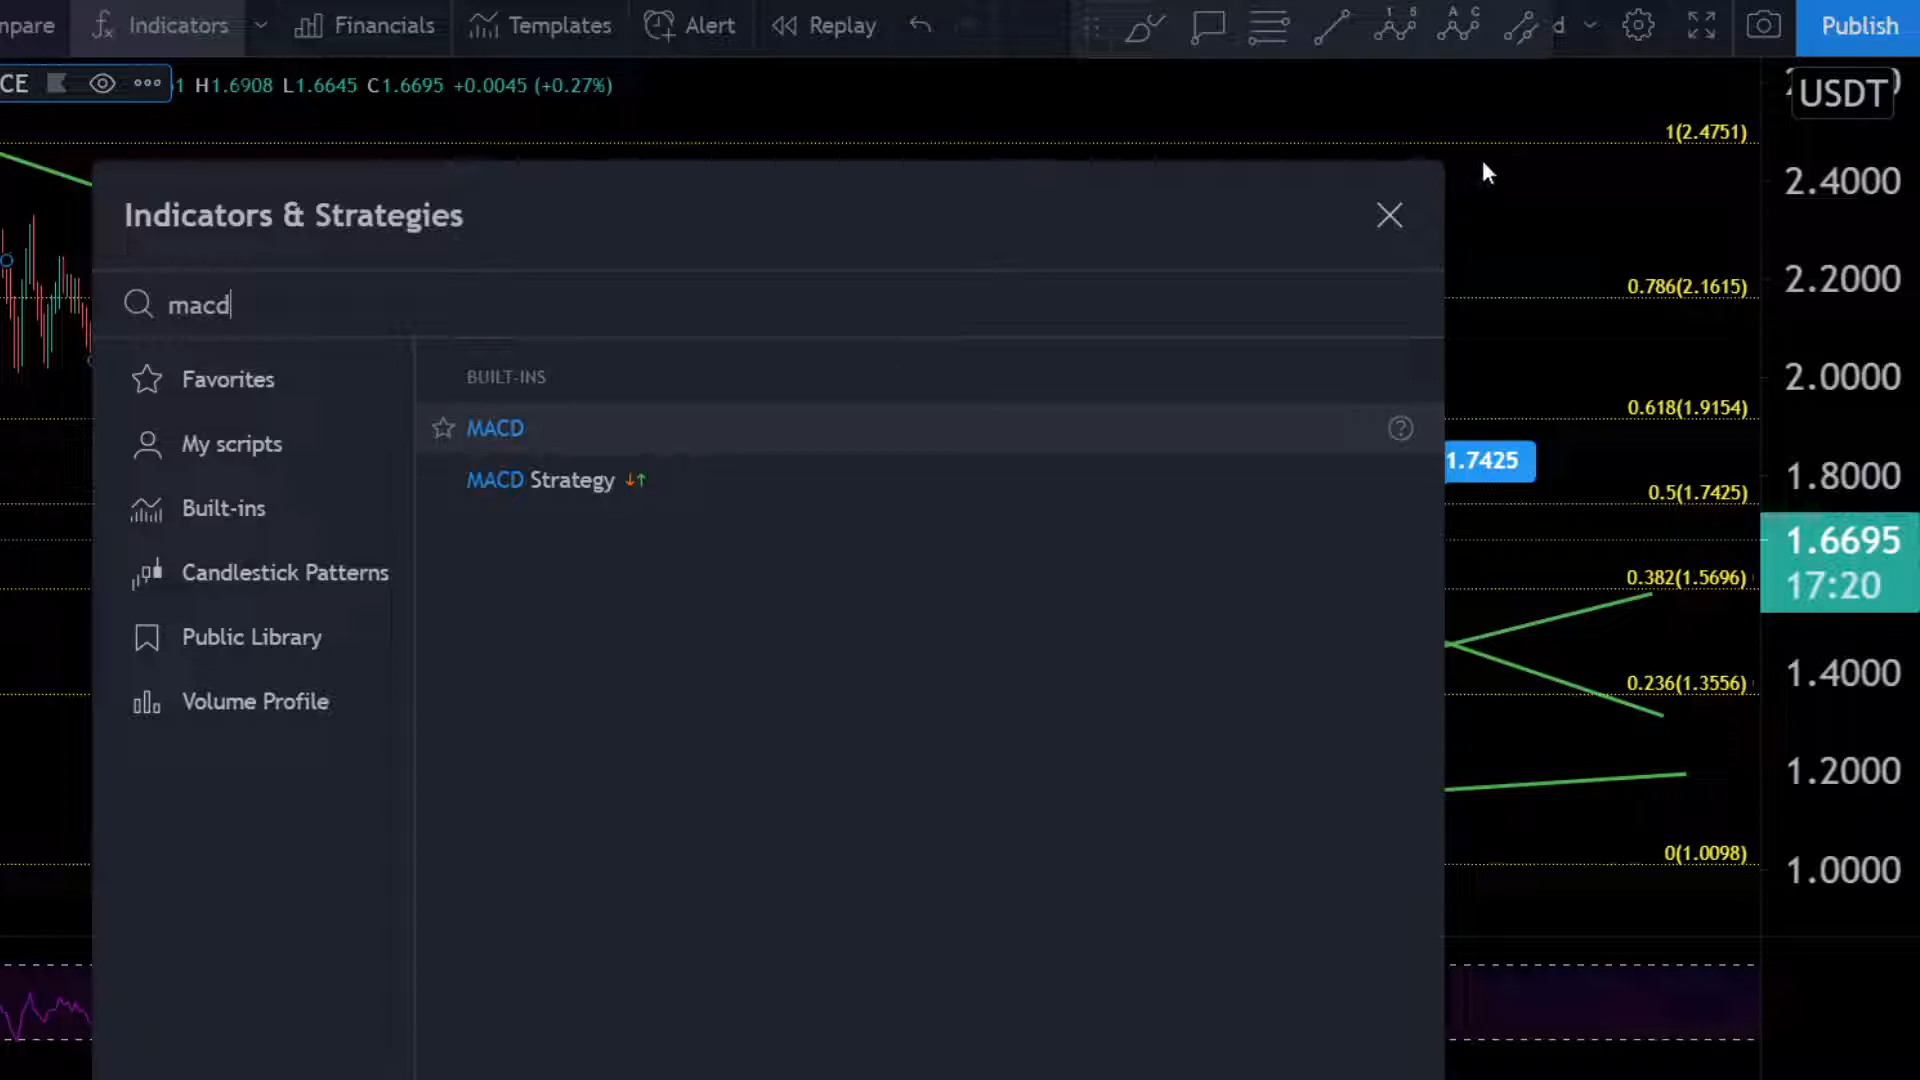 mpare Indicators Financials Templates Alert Replay d Publish
CE H1.6908 L1.6645 C1.6695 +0.0045 (+0.27%)
USDT
1(2.4751)
2.4000
Indicators & Strategies
2.2000
0.786(2.1615)
macd
Favorites
BUILT-INS
2.0000
0.618(1.9154)
MACD
My scripts
1.7425
MACD Strategy
1.8000
0.5(1.7425)
Built-ins
1.6695
17:20
Candlestick Patterns
0.382(1.5696)
Public Library
1.4000
0.236(1.3556)
Volume Profile
1.2000
0(1.0098)
1.0000